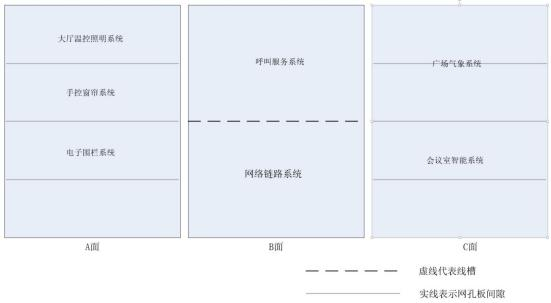 大厅温控照明系统
手控窗帘系统
电子围栏系统
A面
呼叫服务系统
网络链路系统
B面
广场气象系统
会议室智能系统
C面
虚线代表线槽
实线表示网孔板间隙